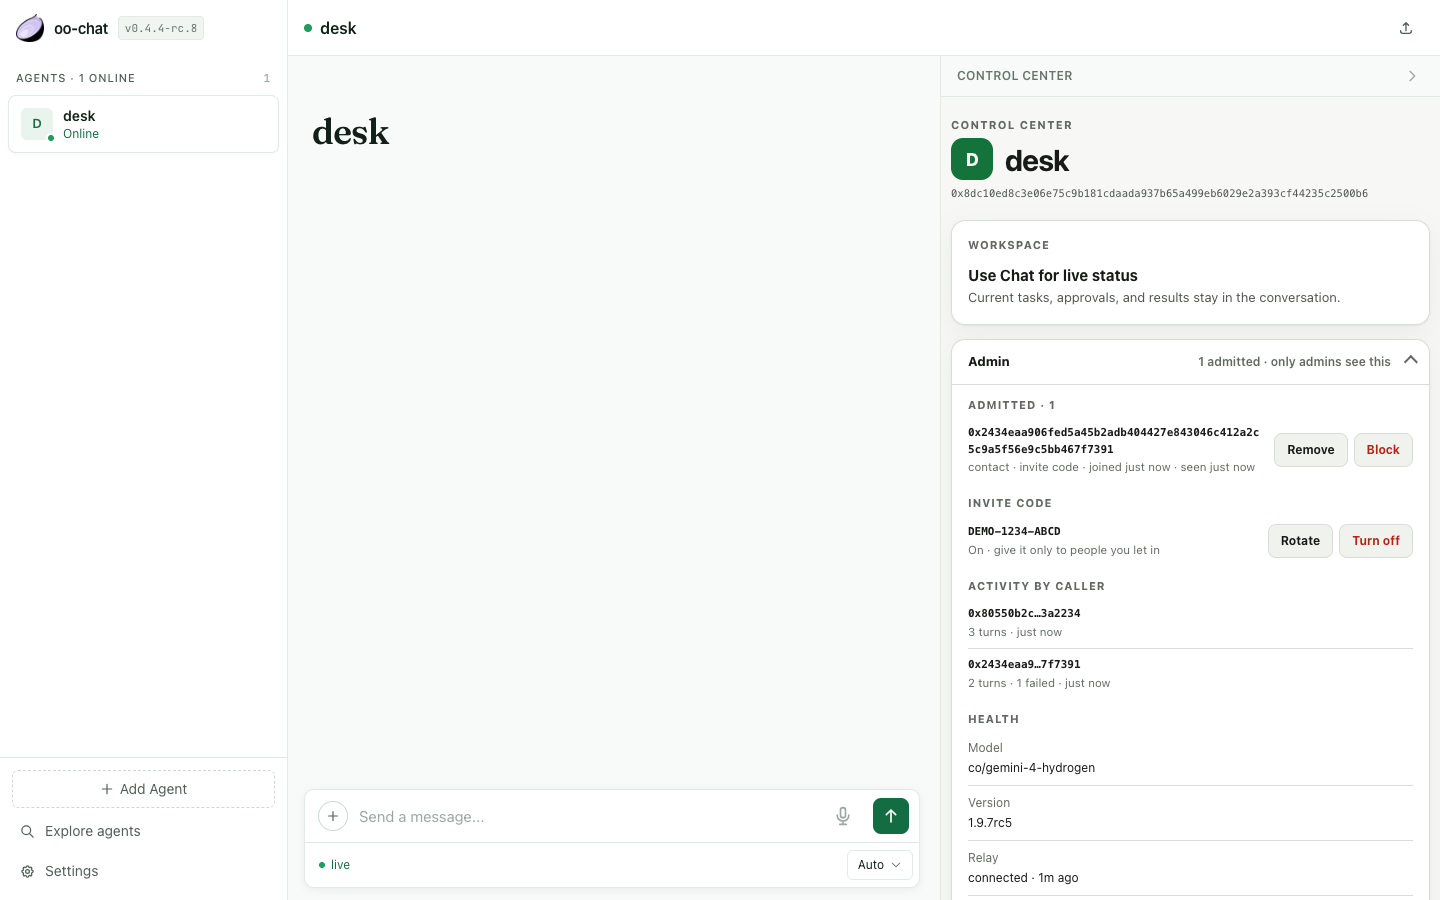 oo-chat v0.4.4-rc.8
AGENTS · 1 ONLINE 1
D
desk
Online
+ Add Agent
Explore agents
Settings
desk
desk
Send a message...
live
Auto
CONTROL CENTER
CONTROL CENTER
D desk
0x8dc10ed8c3e06e75c9b181cdaada937b65a499eb6029e2a393cf44235c2500b6
WORKSPACE
Use Chat for live status
Current tasks, approvals, and results stay in the conversation.
Admin 1 admitted · only admins see this
ADMITTED · 1
0x2434eaa906fed5a45b2adb404427e843046c412a2c
5c9a5f56e9c5bb467f7391
contact · invite code · joined just now · seen just now
Remove Block
INVITE CODE
DEMO-1234-ABCD
On · give it only to people you let in
Rotate Turn off
ACTIVITY BY CALLER
0x80550b2c…3a2234
3 turns · just now
0x2434eaa9…7f7391
2 turns · 1 failed · just now
HEALTH
Model
co/gemini-4-hydrogen
Version
1.9.7rc5
Relay
connected · 1m ago